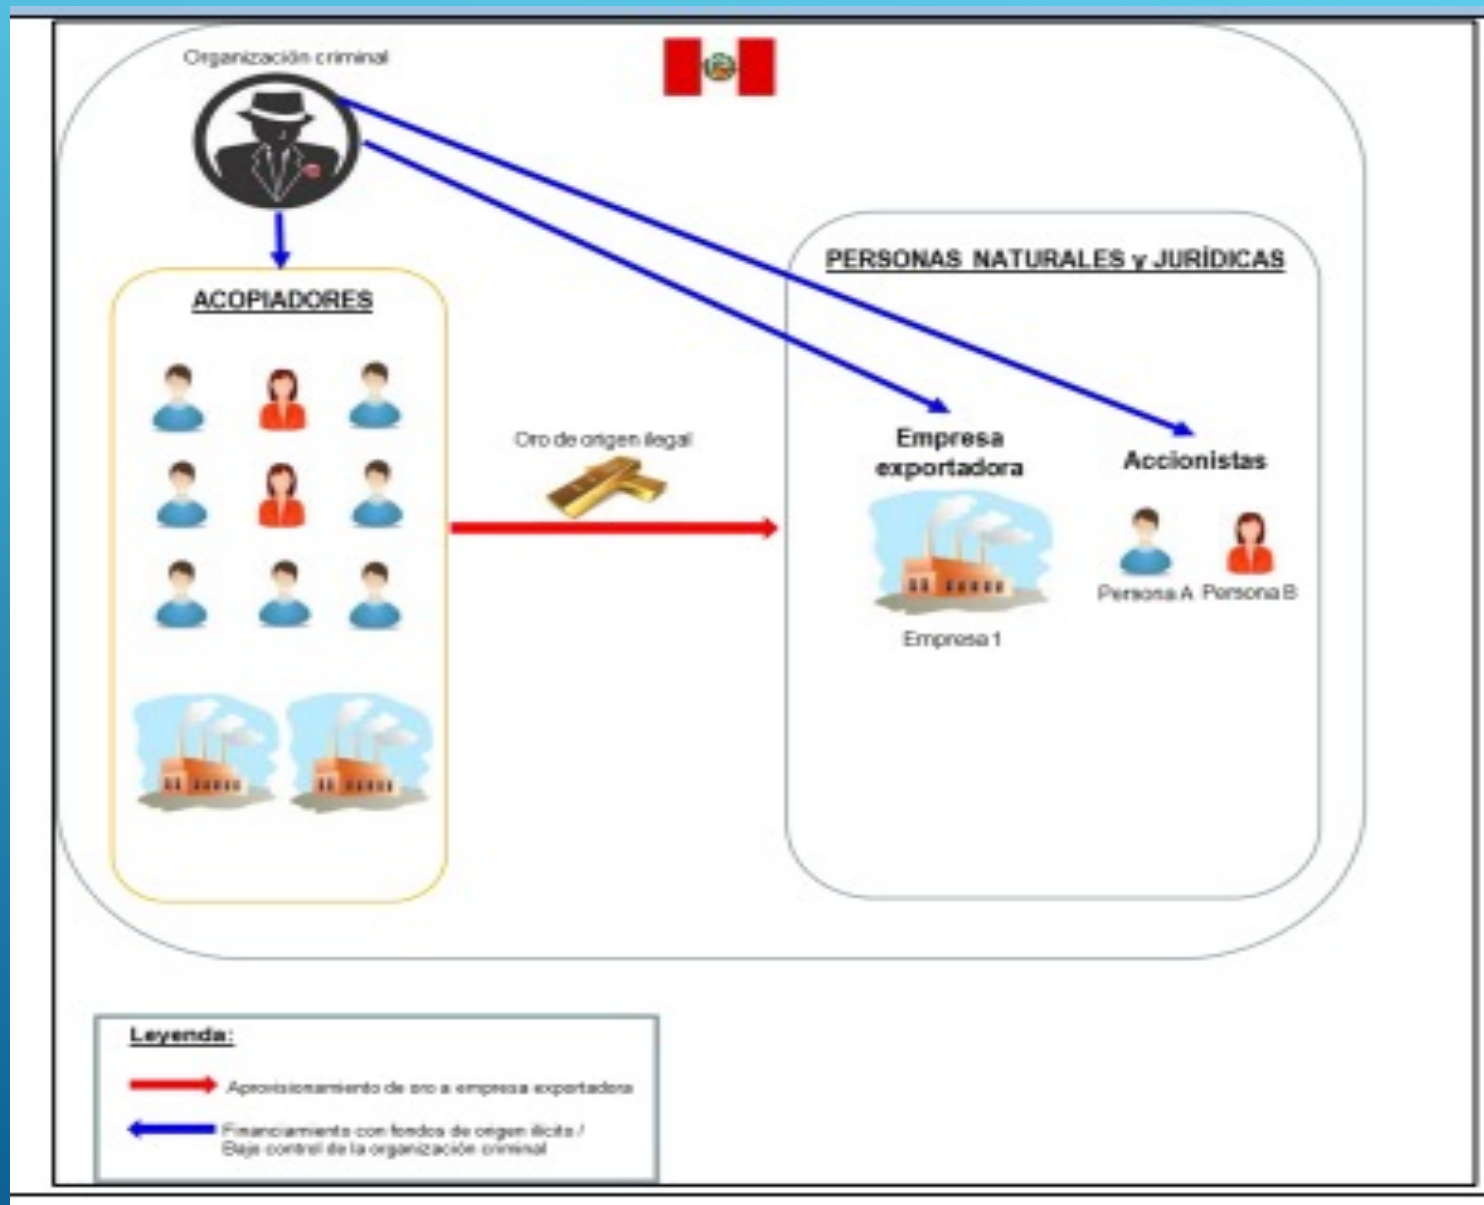 Organización criminal
PERSONAS NATURALES y JURÍDICAS
ACOPIADORES
Oro de origen ilegal
Empresa
exportadora
Accionistas
Persona A Persona B
Empresa 1
Leyenda:
Aprovisionamiento de oro a empresa exportadora
Financiamiento con fondos de origen ilícito /
Bajo control de la organización criminal